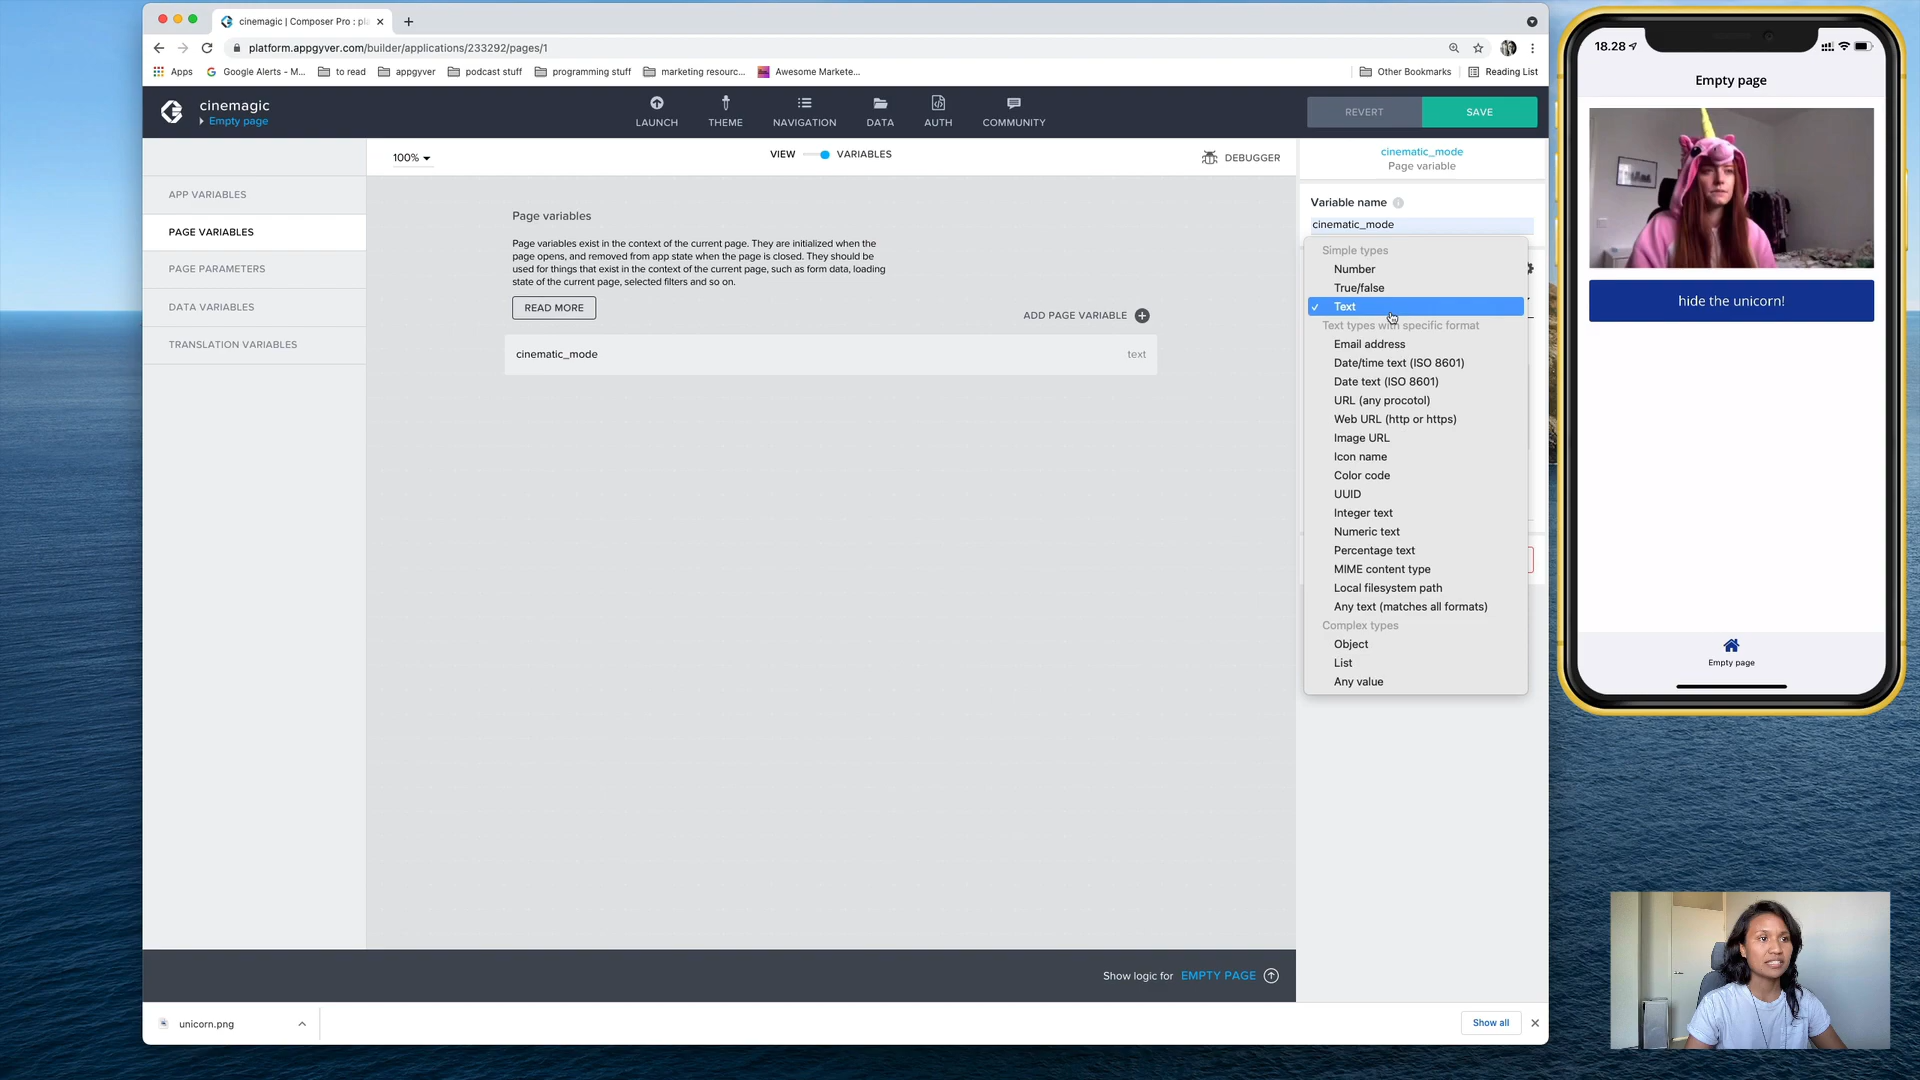 cinemagic | Composer Pro : pla
platform.appgyver.com/builder/applications/233292/pages/1
Apps
Google Alerts - M...
to read
appgyver
podcast stuff
programming stuff
marketing resourc...
Awesome Markete...
Other Bookmarks
Reading List
cinemagic
Empty page
LAUNCH
THEME
NAVIGATION
DATA
AUTH
COMMUNITY
REVERT
SAVE
100%
VIEW
VARIABLES
DEBUGGER
APP VARIABLES
PAGE VARIABLES
PAGE PARAMETERS
DATA VARIABLES
TRANSLATION VARIABLES
Page variables
Page variables exist in the context of the current page. They are initialized when the
page opens, and removed from app state when the page is closed. They should be
used for things that exist in the context of the current page, such as form data, loading
state of the current page, selected filters and so on.
READ MORE
ADD PAGE VARIABLE
cinematic_mode
text
cinematic_mode
Page variable
Variable name
cinematic_mode
Simple types
Number
True/false
Text
Text types with specific format
Email address
Date/time text (ISO 8601)
Date text (ISO 8601)
URL (any procotol)
Web URL (http or https)
Image URL
Icon name
Color code
UUID
Integer text
Numeric text
Percentage text
MIME content type
Local filesystem path
Any text (matches all formats)
Complex types
Object
List
Any value
Show logic for EMPTY PAGE
unicorn.png
Show all
18.28
Empty page
hide the unicorn!
Empty page